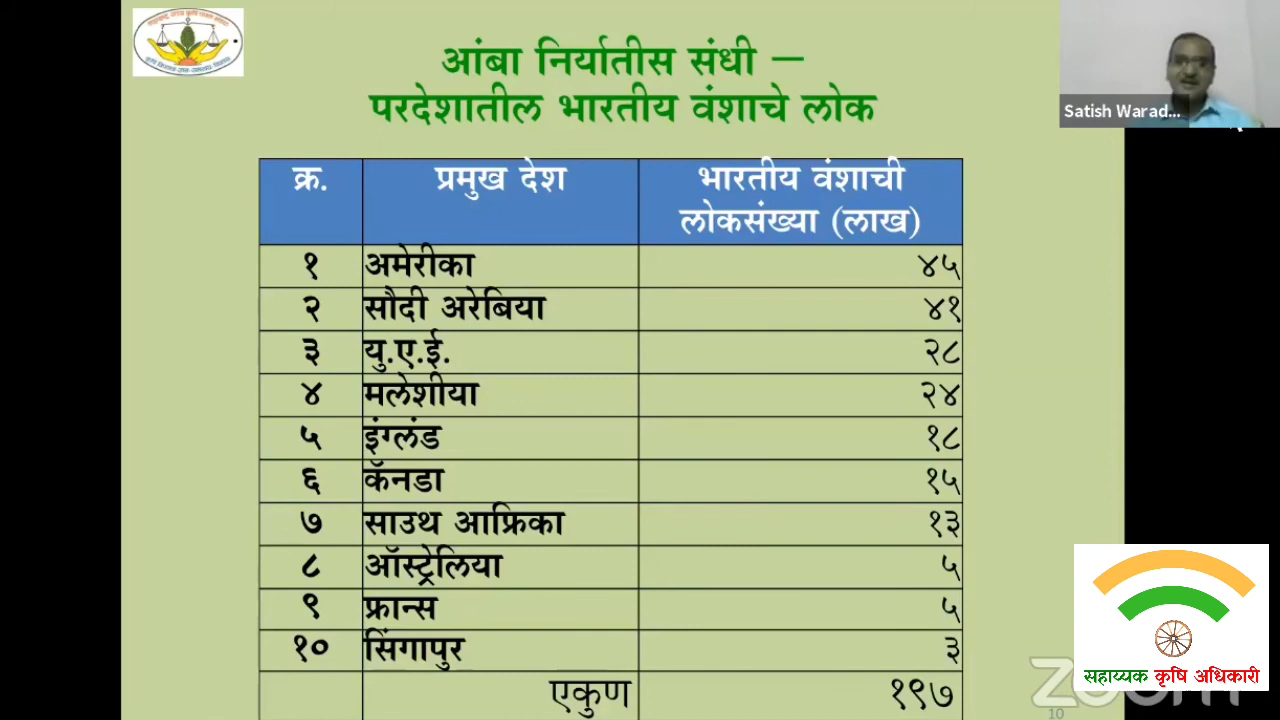 आंबा निर्यातीस संधी –
परदेशातील भारतीय वंशाचे लोक
Satish Warad...
क्र. प्रमुख देश भारतीय वंशाची लोकसंख्या (लाख)
१ अमेरीका ४५
२ सौदी अरेबिया ४१
३ यु.ए.ई. २८
४ मलेशीया २४
५ इंग्लंड १८
६ कॅनडा १५
७ साउथ आफ्रिका १३
८ ऑस्ट्रेलिया ५
९ फ्रान्स ५
१० सिंगापुर ३
एकुण १९७
सहाय्यक कृषि अधिकारी
zoom
10